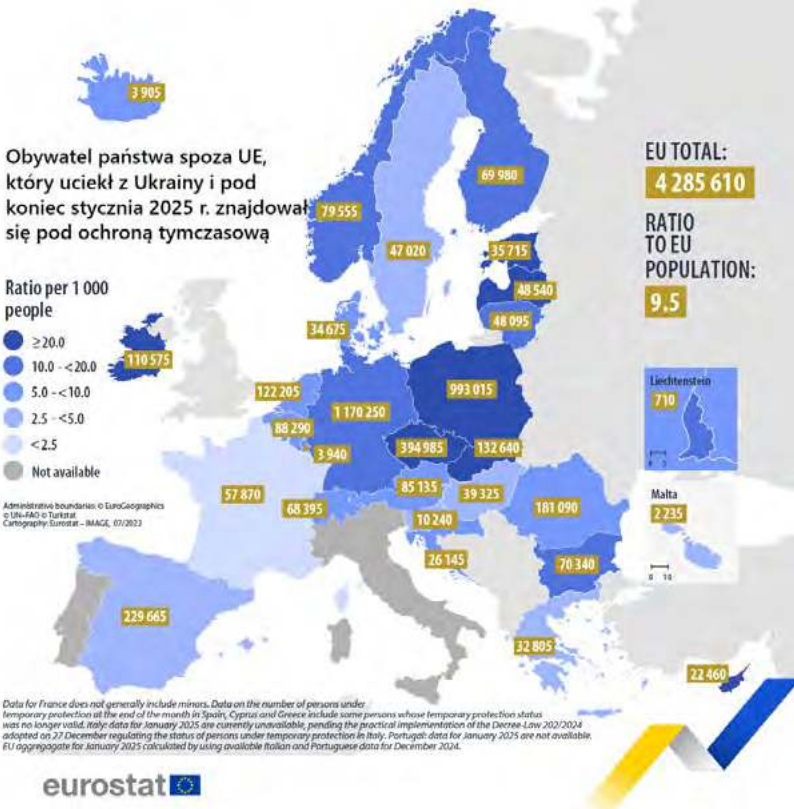 3 905
Obywatel państwa spoza UE,
który uciekł z Ukrainy i pod
koniec stycznia 2025 r. znajdował
się pod ochroną tymczasową
EU TOTAL:
4 285 610
RATIO
TO EU
POPULATION:
9.5
69 980
79 555
47 020
35 715
48 540
48 095
34 675
Ratio per 1 000
people
≥20.0
10.0 - <20.0
5.0 - <10.0
2.5 - <5.0
<2.5
Not available
110 575
122 205
88 290
3 940
1 170 250
993 015
394 985
132 640
Liechtenstein
710
Administrative boundaries: © EuroGeographics
© UN–FAO © Turkstat
Cartography: Eurostat – IMAGE, 07/2023
57 870
68 395
85 135
39 325
10 240
26 145
181 090
70 340
Malta
2 235
0 10
229 665
32 805
22 460
Data for France does not generally include minors. Data on the number of persons under
temporary protection at the end of the month in Spain, Cyprus and Greece include some persons whose temporary protection status
was no longer valid. Italy: data for January 2025 are currently unavailable, pending the practical implementation of the Decree-Law 202/2024
adopted on 27 December regulating the status of persons under temporary protection in Italy. Portugal: data for January 2025 are not available.
EU aggregagate for January 2025 calculated by using available Italian and Portuguese data for December 2024.
eurostat